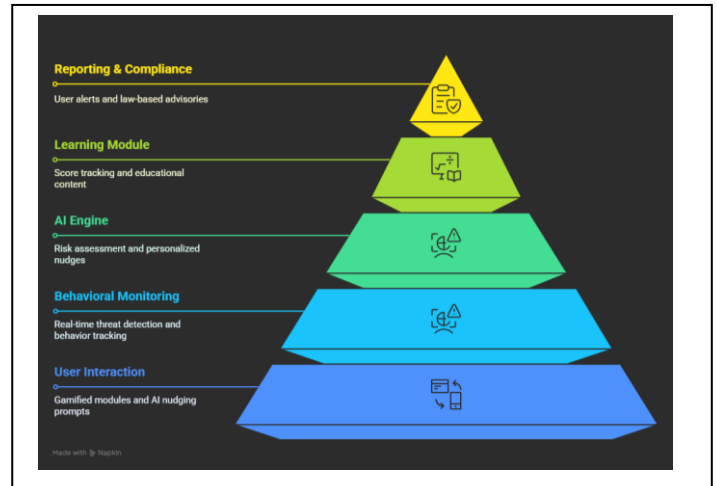 Reporting & Compliance
User alerts and law-based advisories
Learning Module
Score tracking and educational
content
AI Engine
Risk assessment and personalized
nudges
Behavioral Monitoring
Real-time threat detection and
behavior tracking
User Interaction
Gamified modules and AI nudging
prompts
Made with Napkin